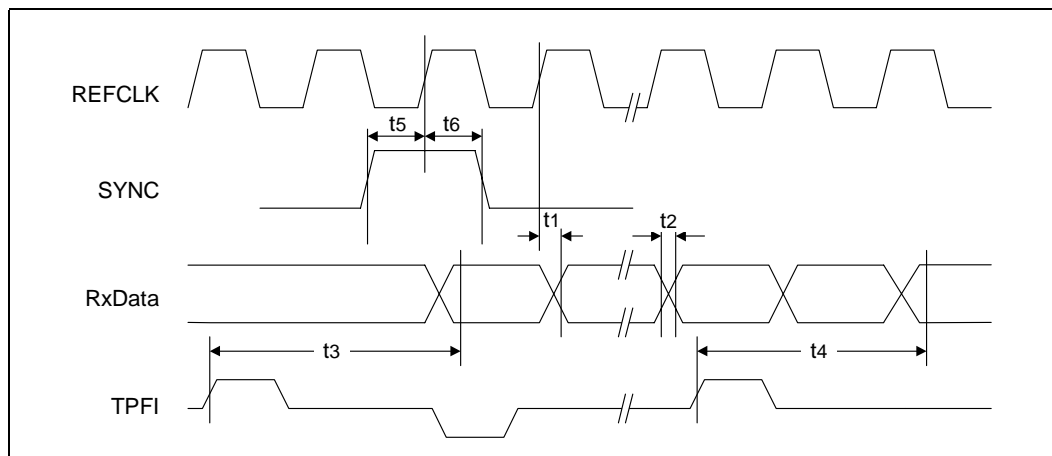 REFCLK
t5 t6
SYNC
t1 t2
RxData
t3 t4
TPFI